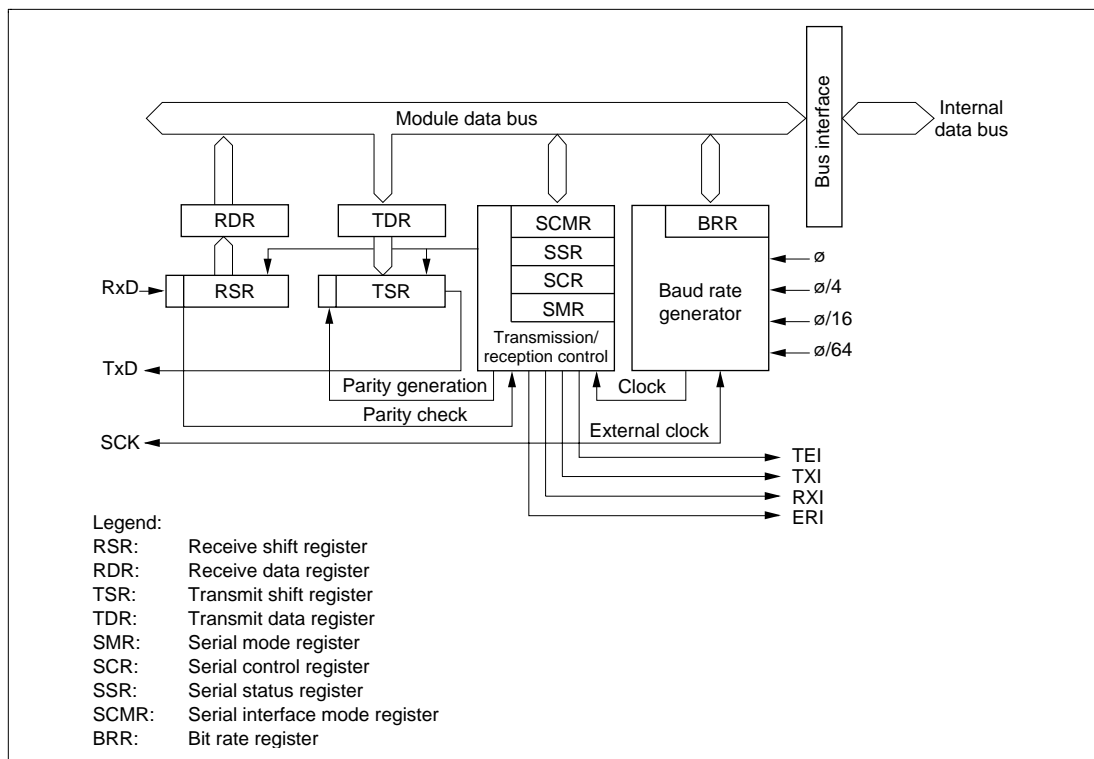 Module data bus
Bus interface
Internal
data bus
RDR
TDR
SCMR
SSR
SCR
SMR
Transmission/
reception control
BRR
Baud rate
generator
ø
ø/4
ø/16
ø/64
RxD
RSR
TSR
TxD
Parity generation
Parity check
Clock
SCK
External clock
TEI
TXI
RXI
ERI
Legend:
RSR: Receive shift register
RDR: Receive data register
TSR: Transmit shift register
TDR: Transmit data register
SMR: Serial mode register
SCR: Serial control register
SSR: Serial status register
SCMR: Serial interface mode register
BRR: Bit rate register